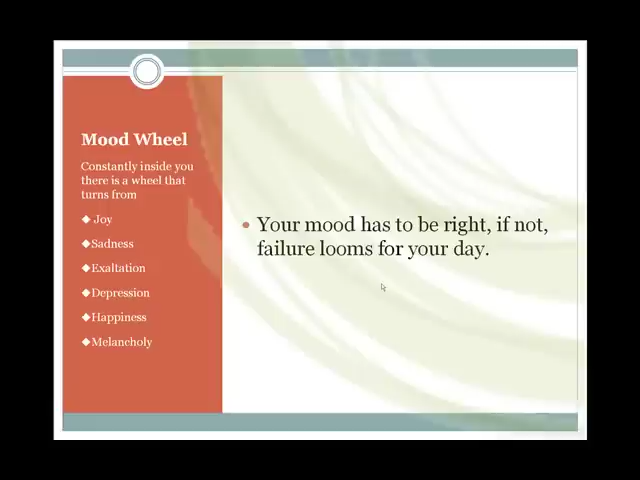 Mood Wheel
Constantly inside you
there is a wheel that
turns from
◆ Joy
◆Sadness
◆Exaltation
◆Depression
◆Happiness
◆Melancholy
• Your mood has to be right, if not,
failure looms for your day.